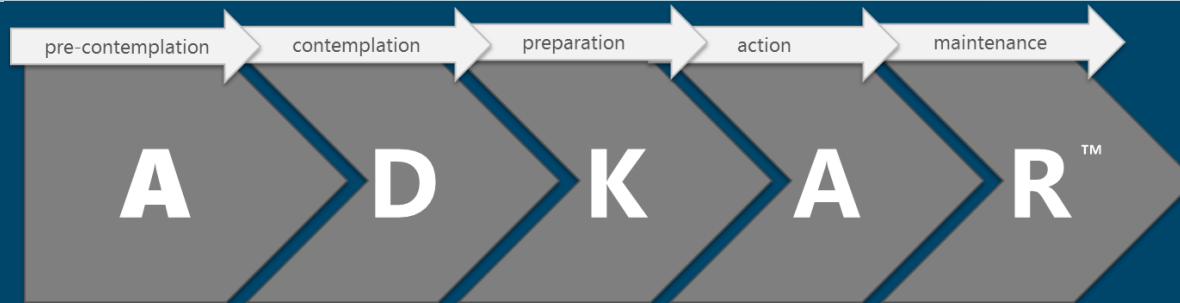 pre-contemplation contemplation preparation action maintenance
A D K A R™